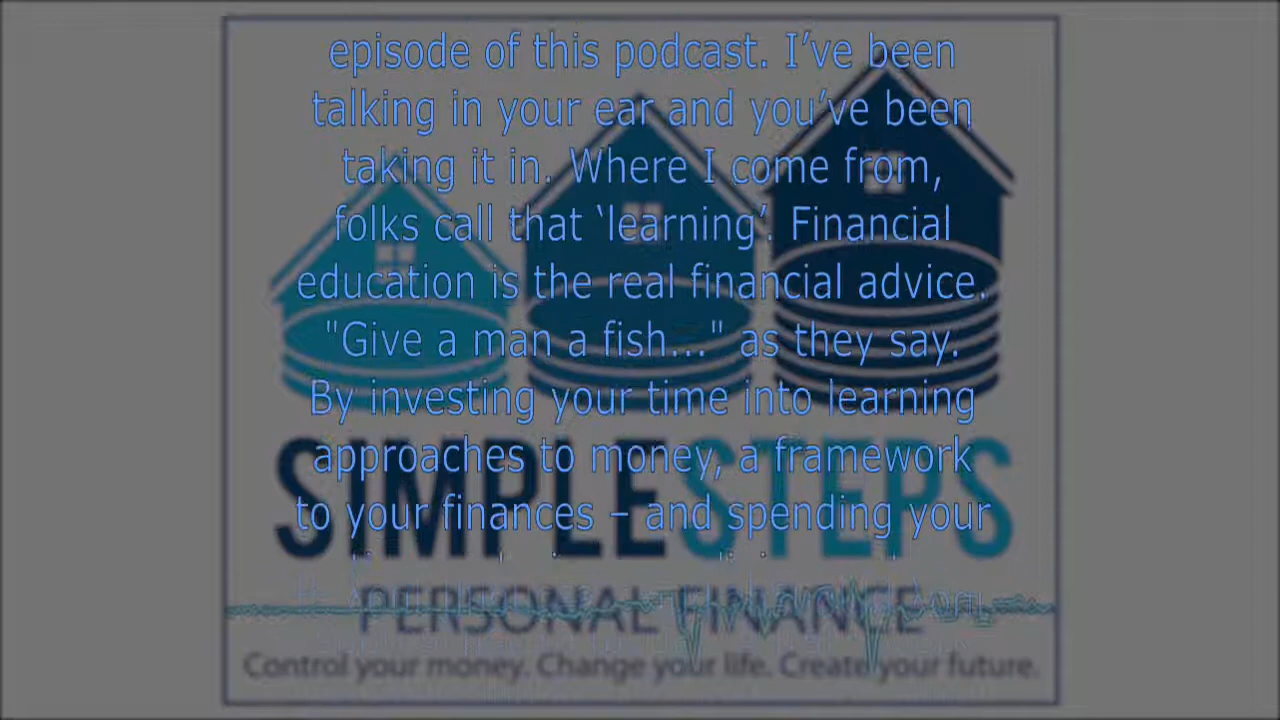 episode of this podcast. I’ve been
talking in your ear and you’ve been
taking it in. Where I come from,
folks call that ‘learning’. Financial
education is the real financial advice.
"Give a man a fish..." as they say.
By investing your time into learning
approaches to money, a framework
to your finances – and spending your
SIMPLESTEPS
PERSONAL FINANCE
Control your money. Change your life. Create your future.